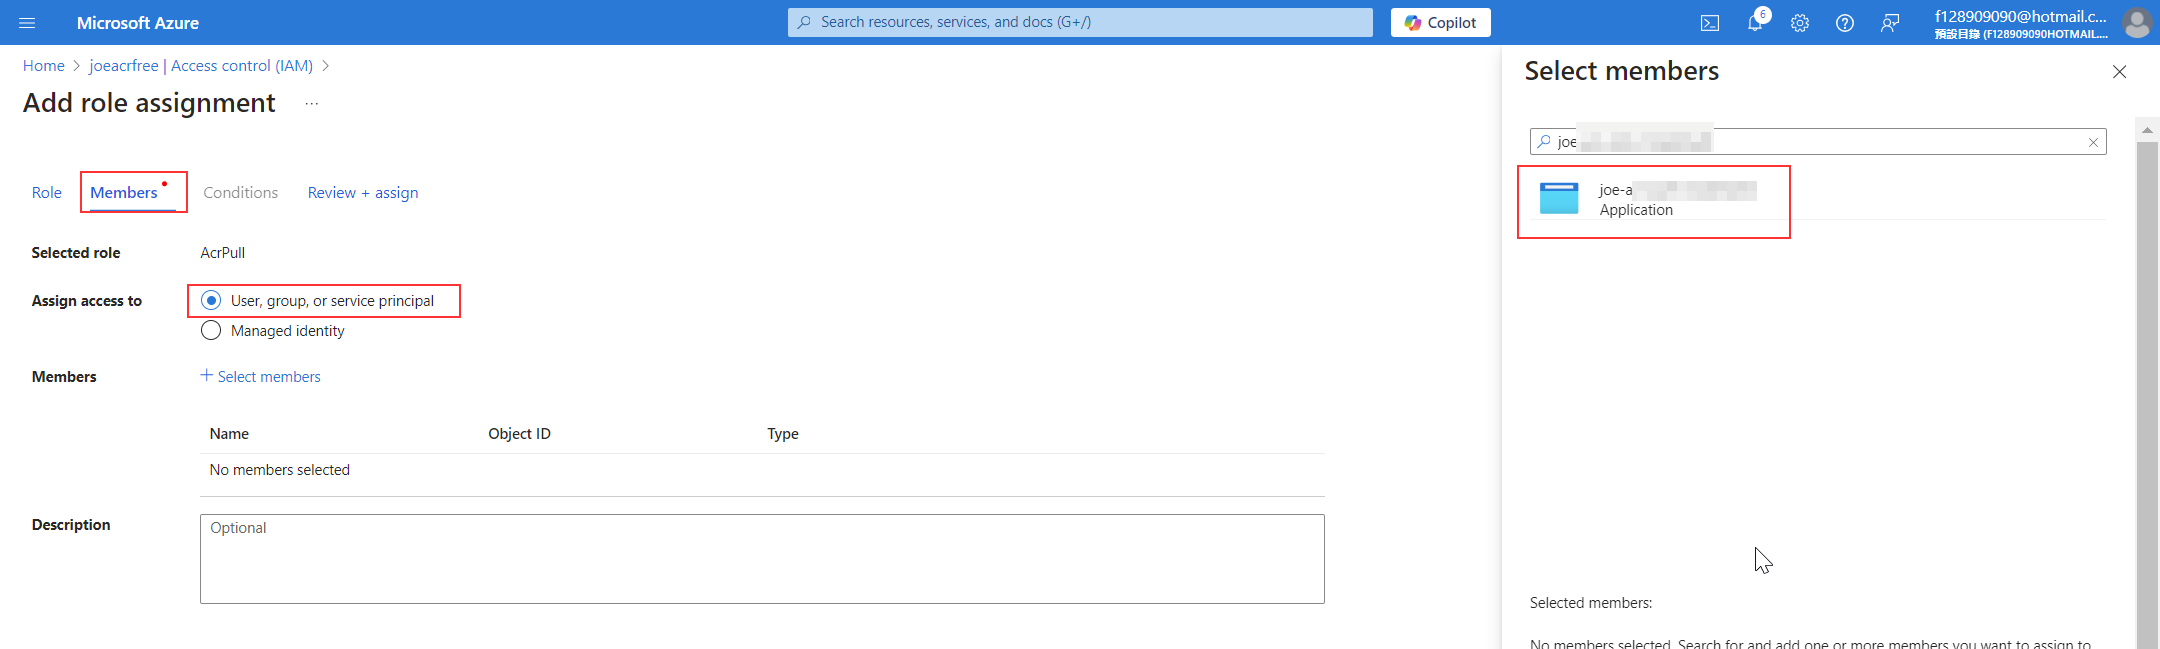 Microsoft Azure
Search resources, services, and docs (G+/)
Copilot
6
f128909090@hotmail.c...
預設目錄 (F128909090HOTMAIL....
Home > joeacrfree | Access control (IAM) >
Add role assignment ...
Role Members Conditions Review + assign
Selected role AcrPull
Assign access to User, group, or service principal
Managed identity
Members + Select members
Name Object ID Type
No members selected
Description Optional
Select members
joe
joe-a
Application
Selected members:
No members selected. Search for and add one or more members you want to assign to